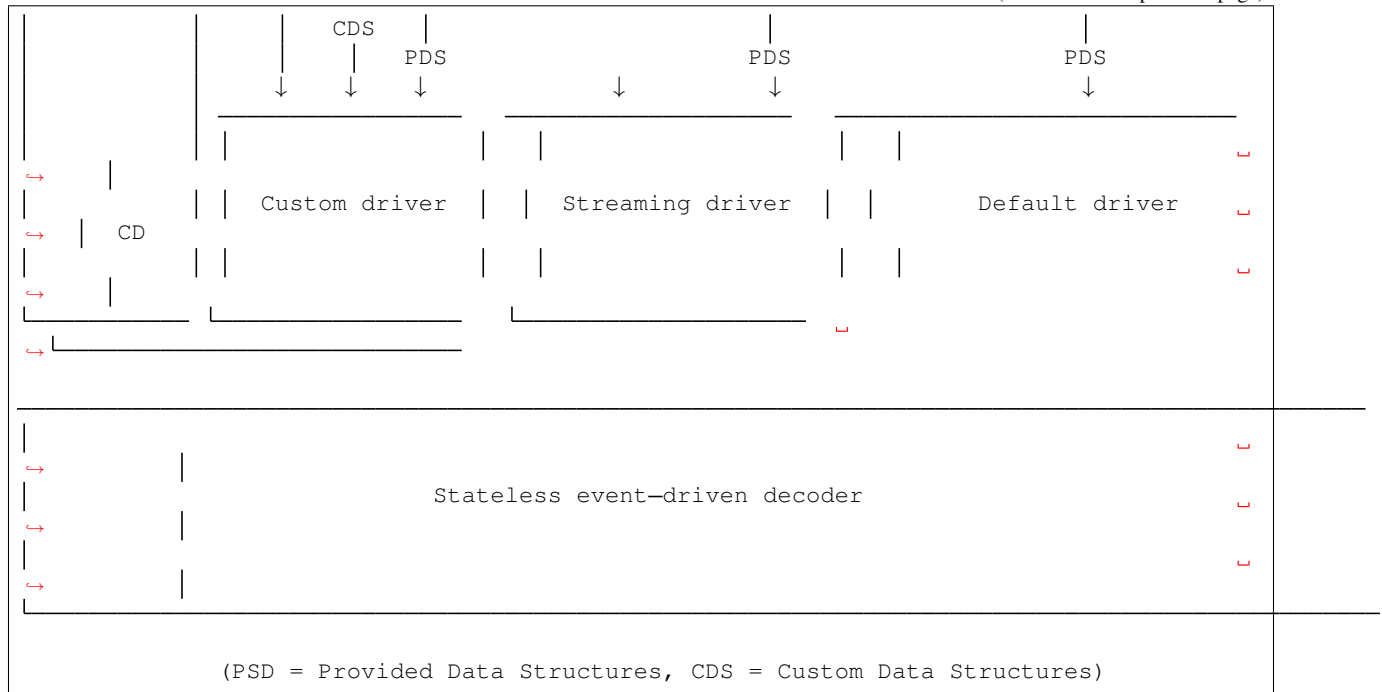 CDS
PDS PDS PDS
Custom driver Streaming driver Default driver
CD
Stateless event—driven decoder
(PSD = Provided Data Structures, CDS = Custom Data Structures)